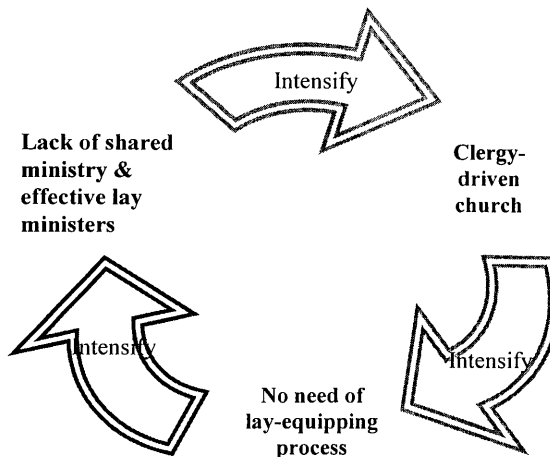 Intensify
Lack of shared
ministry &
effective lay
ministers
Clergy-
driven
church
Intensify
Intensify
No need of
lay-equipping
process